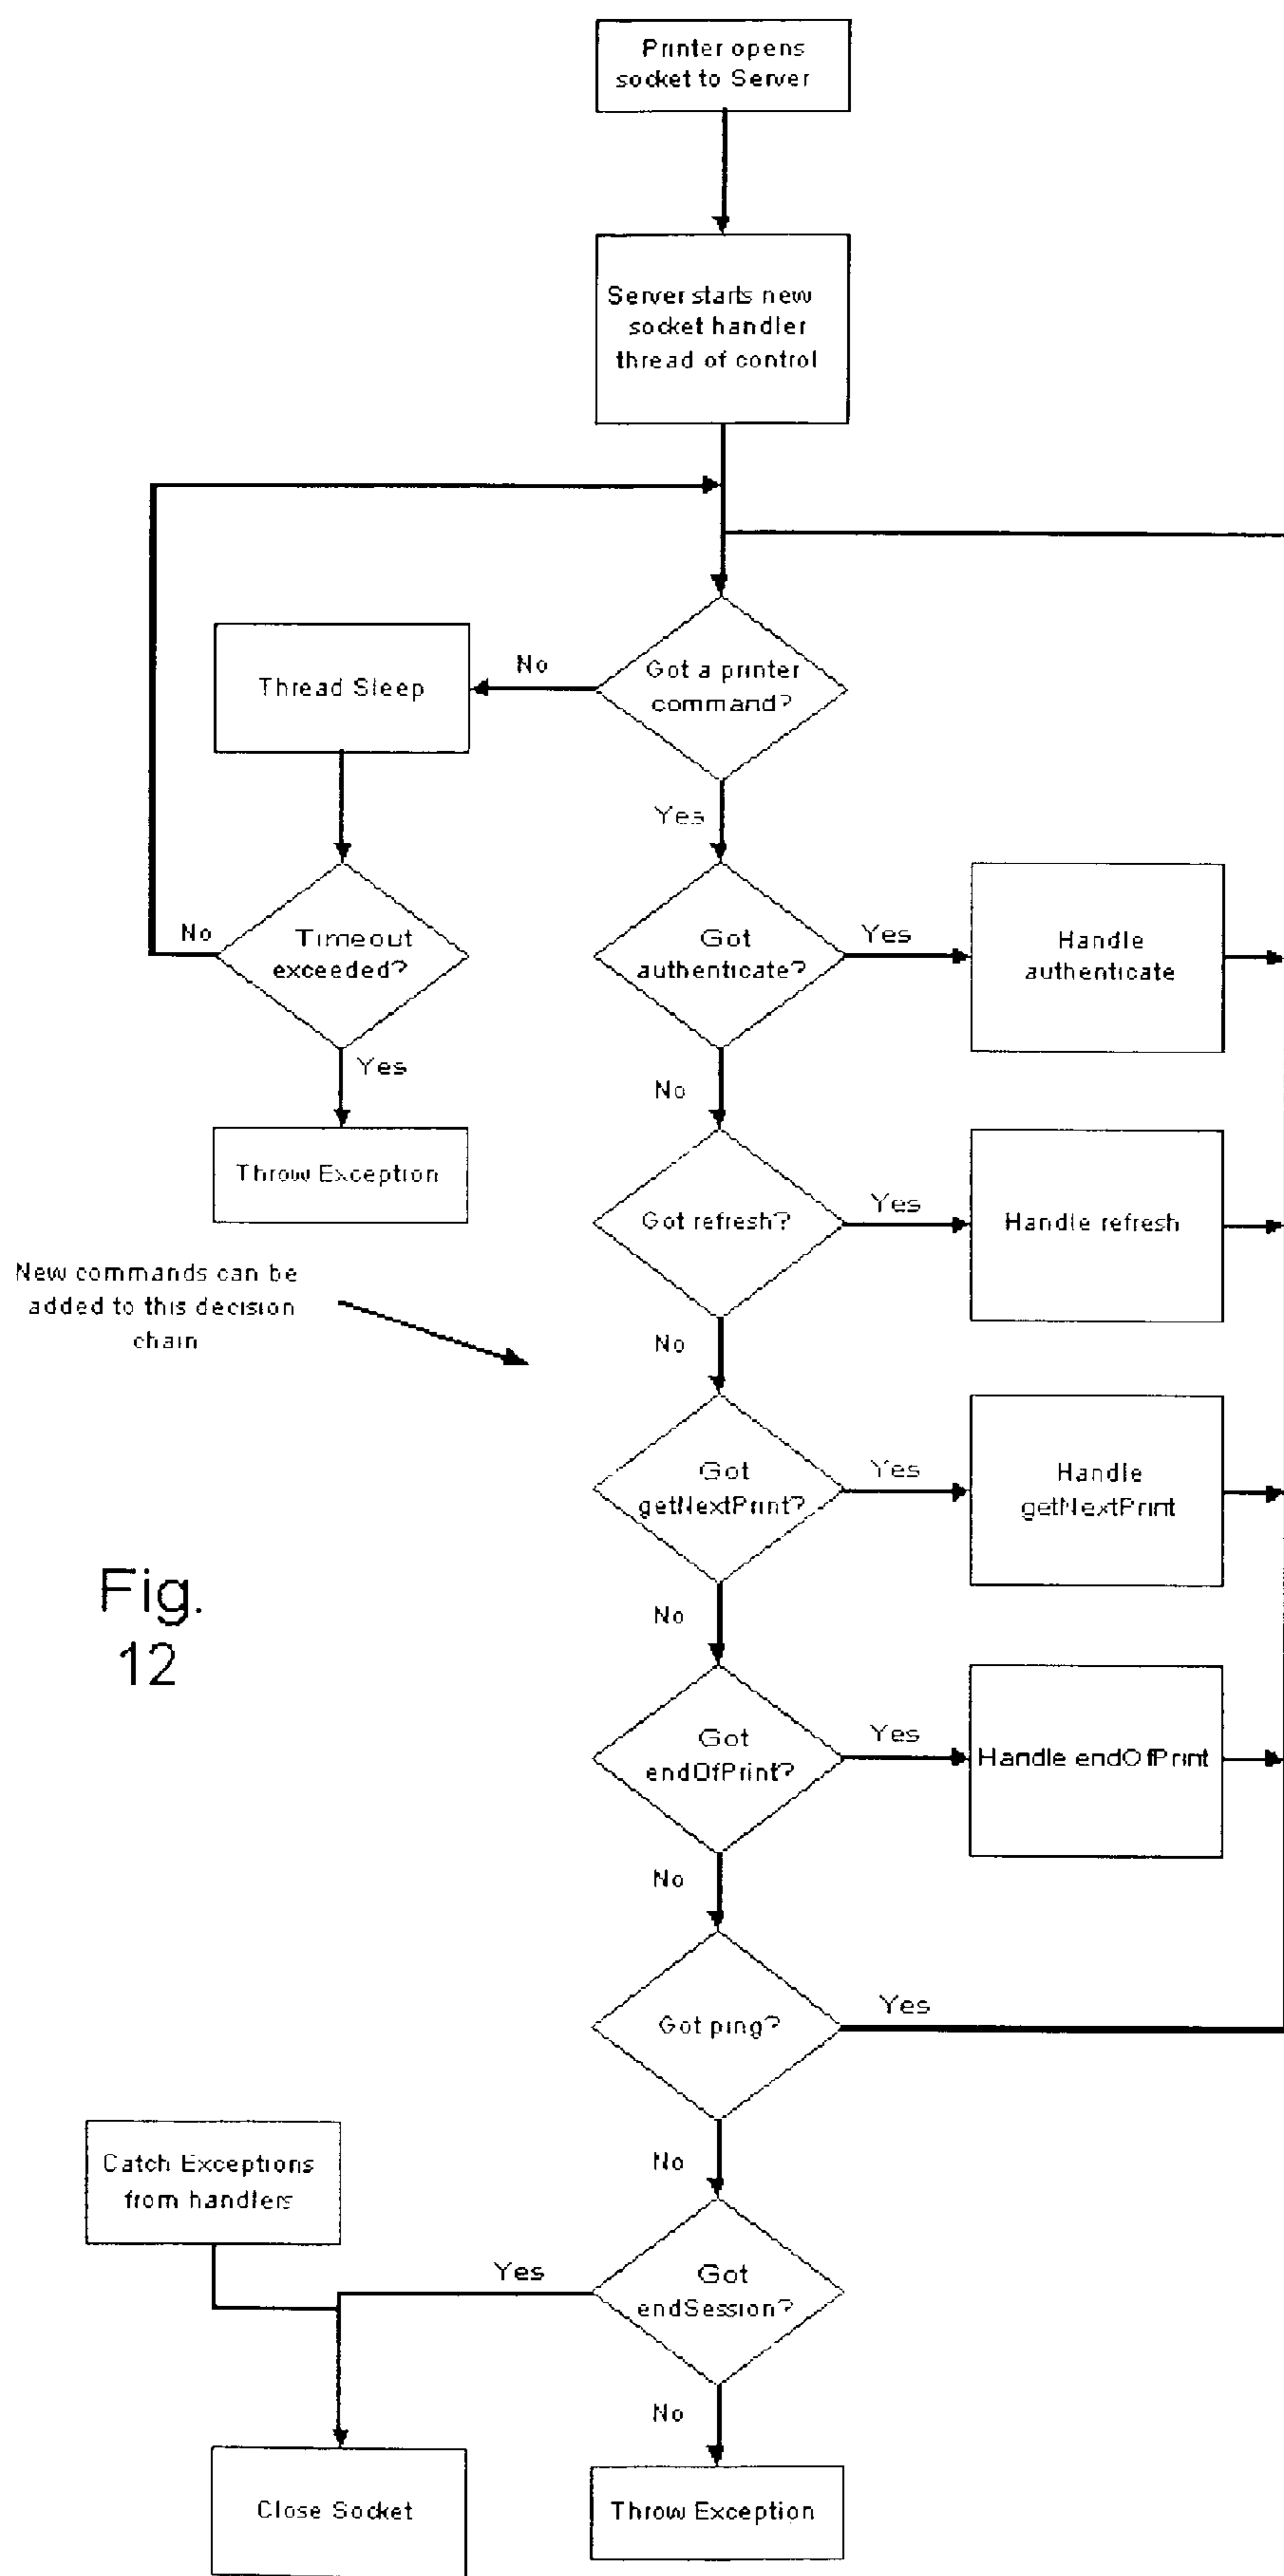 Printer opens
socket to Server
Server starts new
socket handler
thread of control
No
Got a printer
command?
Thread Sleep
Yes
No
Timeout
exceeded?
Got
authenticate?
Yes
Handle
authenticate
Yes
No
Throw Exception
Got refresh?
Yes
Handle refresh
New commands can be
added to this decision
chain
No
Got
getNextPrint?
Yes
Handle
getNextPrint
Fig.
12
No
Got
endOfPrint?
Yes
Handle endOfPrint
No
Got ping?
Yes
No
Catch Exceptions
from handlers
Yes
Got
endSession?
No
Close Socket
Throw Exception